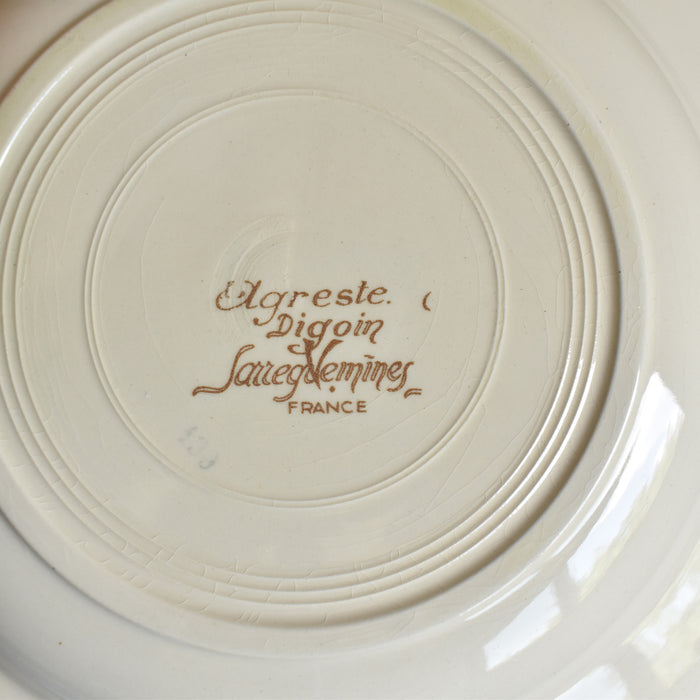 Agreste.
Digoin
Sarreguemines
FRANCE